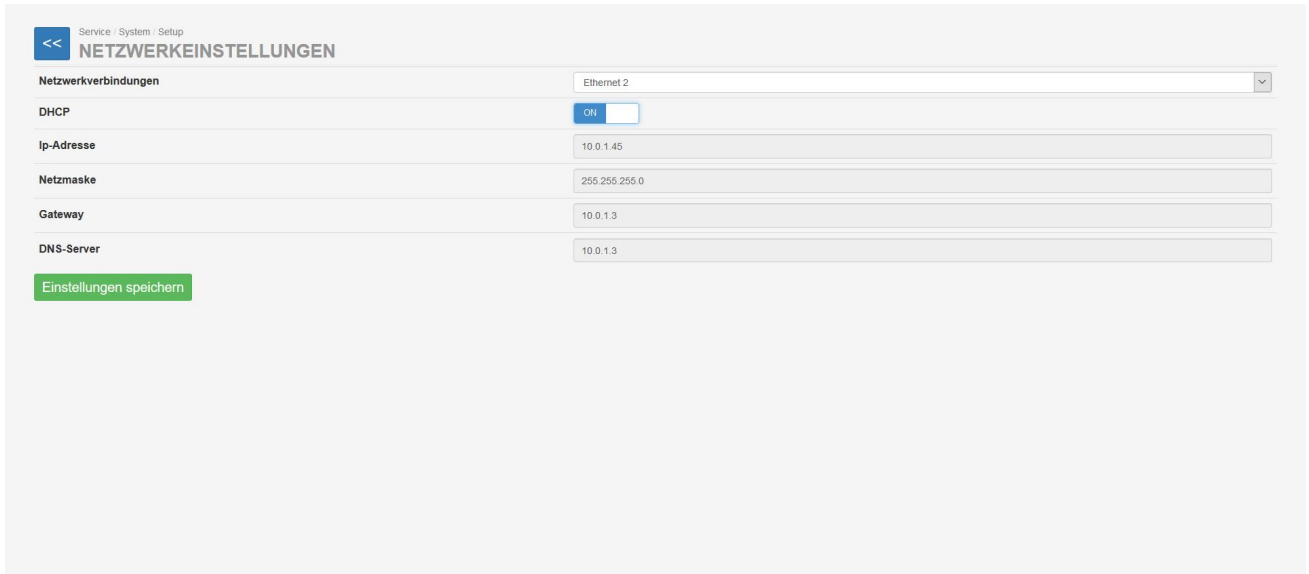 <<
Service / System / Setup
NETZWERKEINSTELLUNGEN
Netzwerkverbindungen Ethernet 2
DHCP ON
Ip-Adresse 10.0.1.45
Netzmaske 255.255.255.0
Gateway 10.0.1.3
DNS-Server 10.0.1.3
Einstellungen speichern